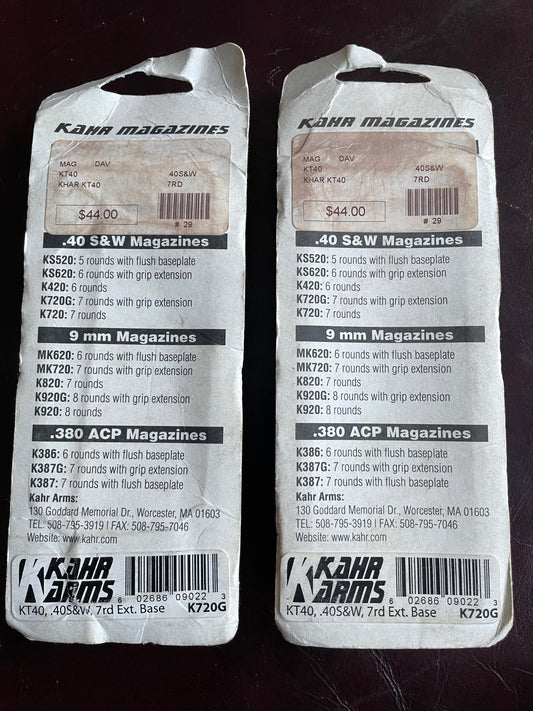 KAHR MAGAZINES
MAG DAV
KT40 .40S&W
KHAR KT40 7RD
$44.00
# 29
.40 S&W Magazines
KS520: 5 rounds with flush baseplate
KS620: 6 rounds with grip extension
K420: 6 rounds
K720G: 7 rounds with grip extension
K720: 7 rounds
9 mm Magazines
MK620: 6 rounds with flush baseplate
MK720: 7 rounds with grip extension
K820: 7 rounds
K920G: 8 rounds with grip extension
K920: 8 rounds
.380 ACP Magazines
K386: 6 rounds with flush baseplate
K387G: 7 rounds with grip extension
K387: 7 rounds with flush baseplate
Kahr Arms:
130 Goddard Memorial Dr., Worcester, MA 01603
TEL: 508-795-3919 I FAX: 508-795-7046
Website: www.kahr.com
K KAHR
ARMS
6 02686 09022 3
KT40, .40S&W, 7rd Ext. Base K720G
KAHR MAGAZINES
MAG DAV
KT40 .40S&W
KHAR KT40 7RD
$44.00
# 29
.40 S&W Magazines
KS520: 5 rounds with flush baseplate
KS620: 6 rounds with grip extension
K420: 6 rounds
K720G: 7 rounds with grip extension
K720: 7 rounds
9 mm Magazines
MK620: 6 rounds with flush baseplate
MK720: 7 rounds with grip extension
K820: 7 rounds
K920G: 8 rounds with grip extension
K920: 8 rounds
.380 ACP Magazines
K386: 6 rounds with flush baseplate
K387G: 7 rounds with grip extension
K387: 7 rounds with flush baseplate
Kahr Arms:
130 Goddard Memorial Dr., Worcester, MA 01603
TEL: 508-795-3919 I FAX: 508-795-7046
Website: www.kahr.com
K KAHR
ARMS
6 02686 09022 3
KT40, .40S&W, 7rd Ext. Base K720G